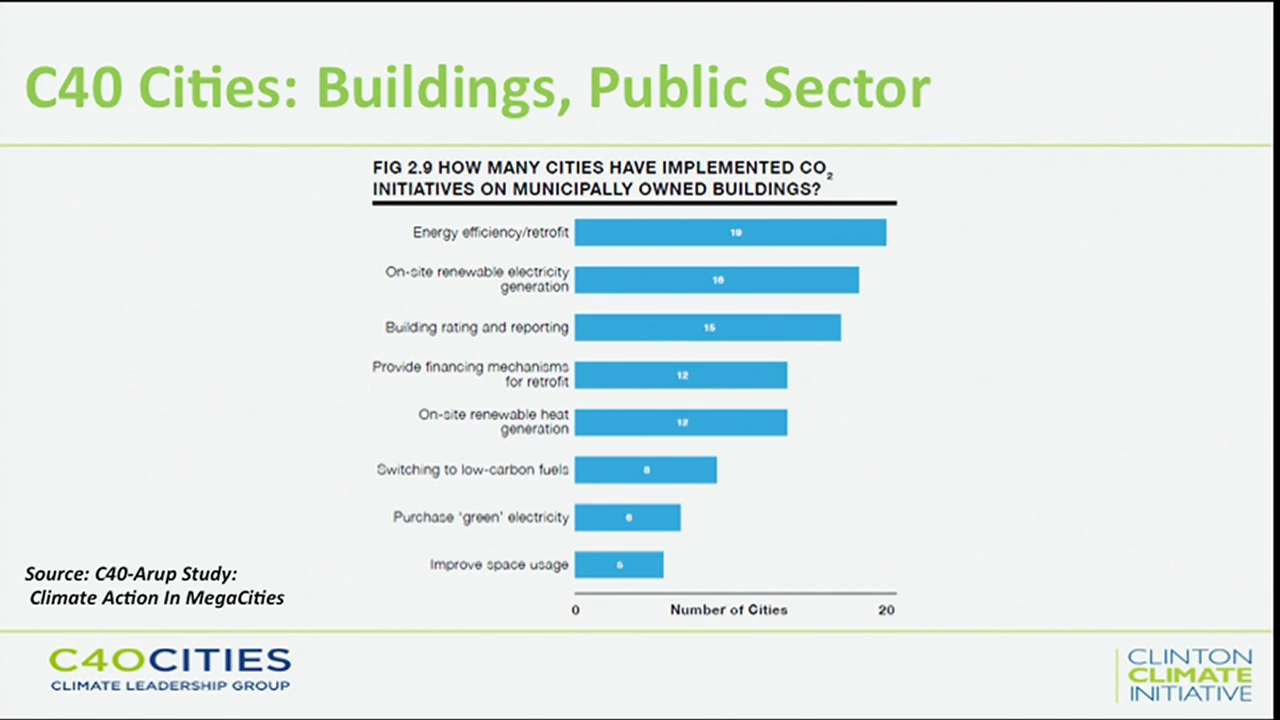 C40 Cities: Buildings, Public Sector
FIG 2.9 HOW MANY CITIES HAVE IMPLEMENTED CO2
INITIATIVES ON MUNICIPALLY OWNED BUILDINGS?
Energy efficiency/retrofit
19
On-site renewable electricity
generation
16
Building rating and reporting
15
Provide financing mechanisms
for retrofit
12
On-site renewable heat
generation
12
Switching to low-carbon fuels
8
Purchase ‘green’ electricity
6
Improve space usage
5
0 Number of Cities 20
Source: C40-Arup Study:
Climate Action In MegaCities
C40CITIES
CLIMATE LEADERSHIP GROUP
CLINTON
CLIMATE
INITIATIVE